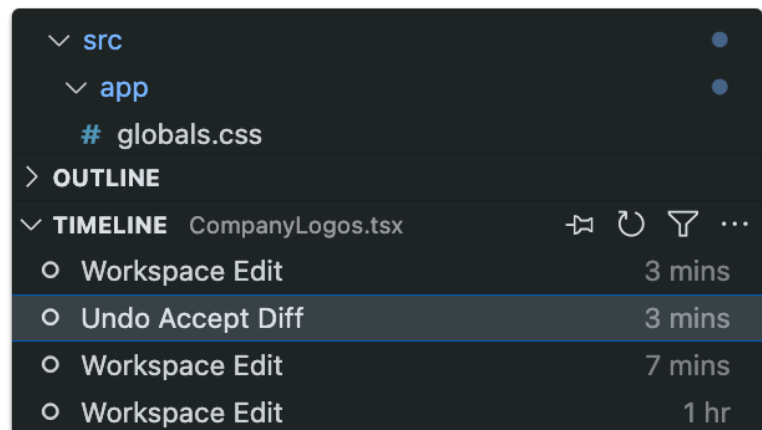 src
app
# globals.css
OUTLINE
TIMELINE CompanyLogos.tsx ...
Workspace Edit 3 mins
Undo Accept Diff 3 mins
Workspace Edit 7 mins
Workspace Edit 1 hr